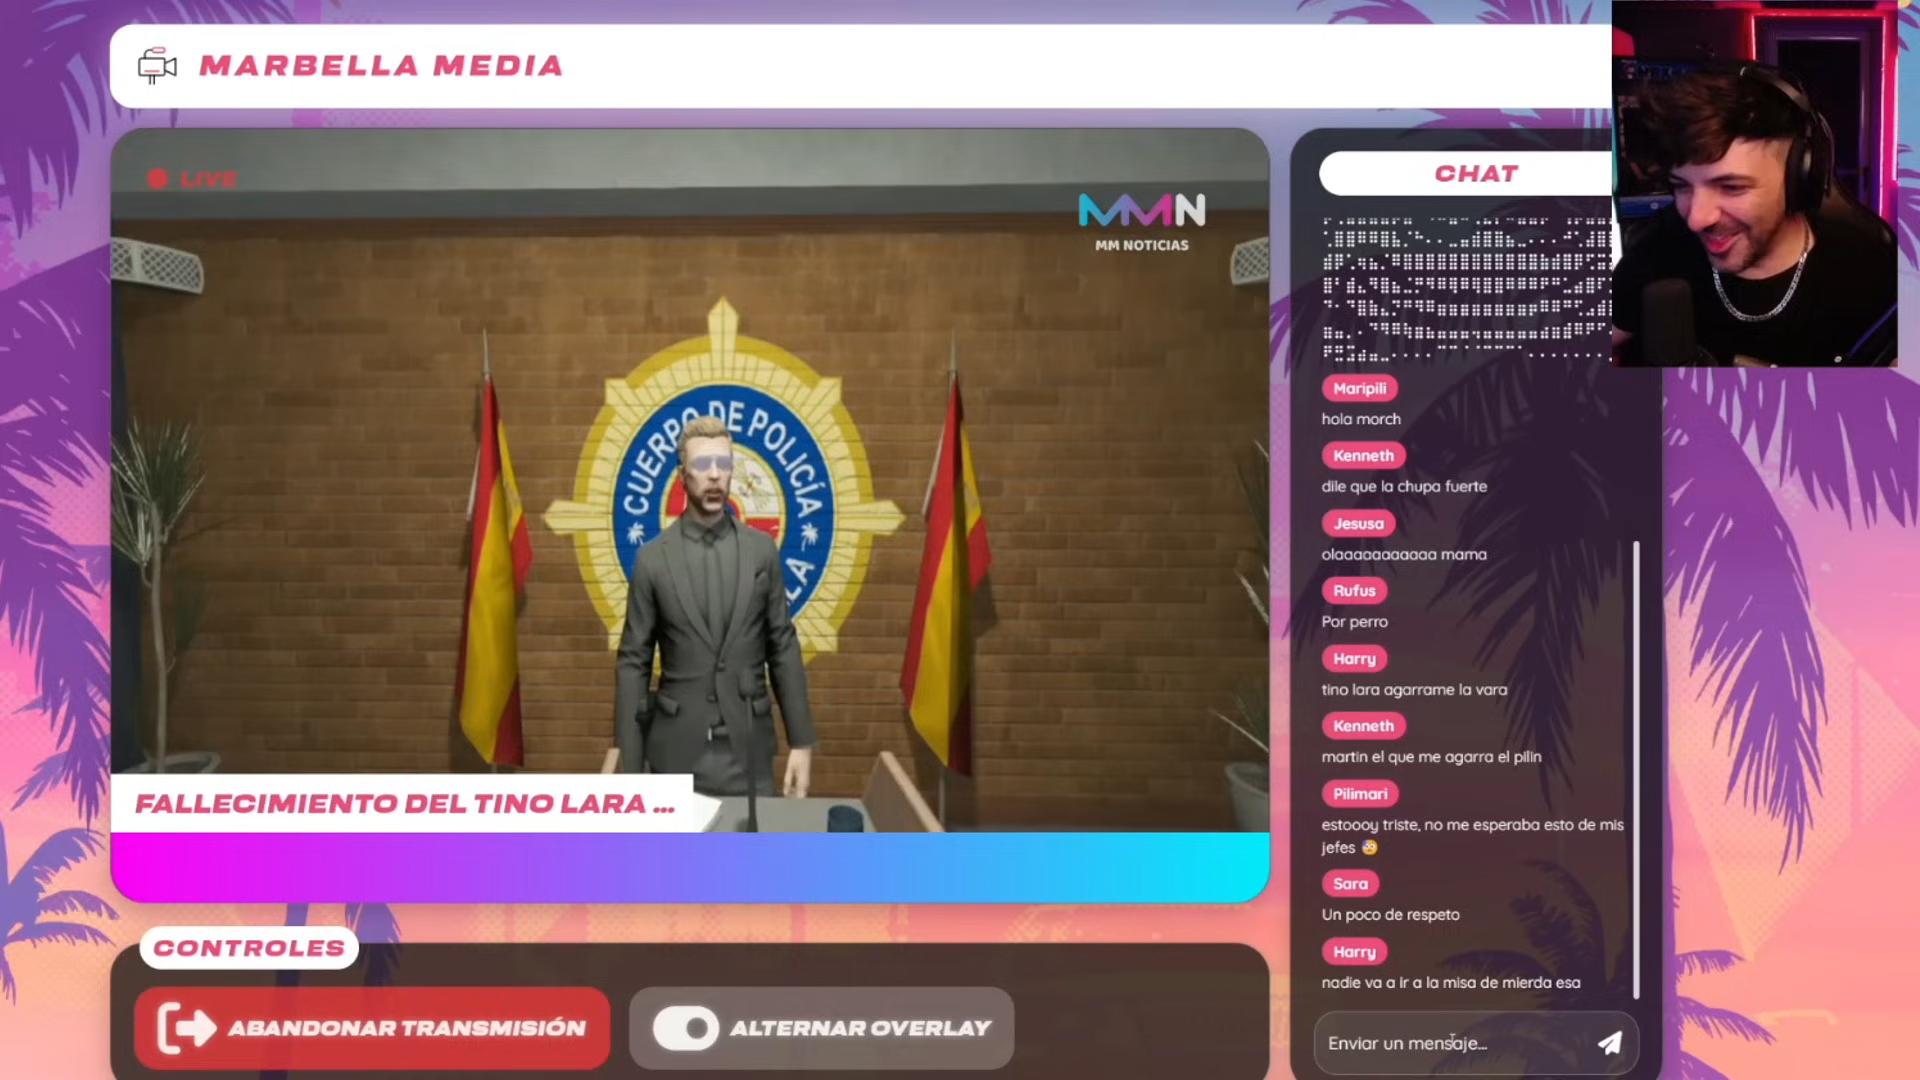 MARBELLA MEDIA
LIVE
MMN
MM NOTICIAS
CUERPO DE POLICÍA
FALLECIMIENTO DEL TINO LARA ...
CONTROLES
ABANDONAR TRANSMISIÓN
ALTERNAR OVERLAY
CHAT
Maripili
hola morch
Kenneth
dile que la chupa fuerte
Jesusa
olaaaaaaaaaaa mama
Rufus
Por perro
Harry
tino lara agarrame la vara
Kenneth
martin el que me agarra el pilin
Pilimari
estoooy triste, no me esperaba esto de mis
jefes
Sara
Un poco de respeto
Harry
nadie va a ir a la misa de mierda esa
Enviar un mensaje...